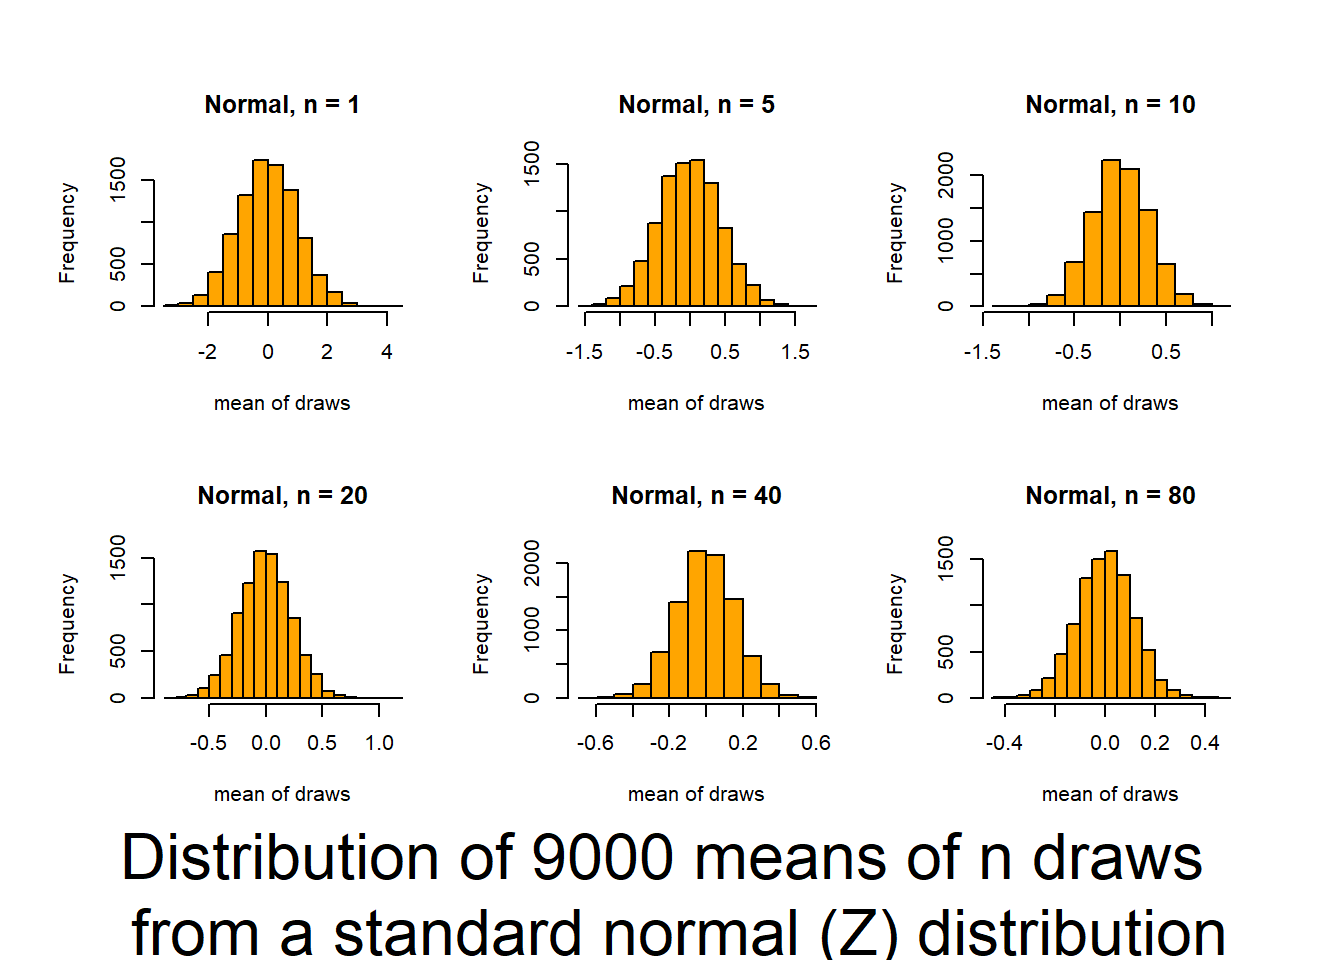 Normal, n = 1
Frequency
0 500 1500
-2 0 2 4
mean of draws
Normal, n = 5
Frequency
0 500 1500
-1.5 -0.5 0.5 1.5
mean of draws
Normal, n = 10
Frequency
0 1000 2000
-1.5 -0.5 0.5
mean of draws
Normal, n = 20
Frequency
0 500 1500
-0.5 0.0 0.5 1.0
mean of draws
Normal, n = 40
Frequency
0 1000 2000
-0.6 -0.2 0.2 0.6
mean of draws
Normal, n = 80
Frequency
0 500 1500
-0.4 0.0 0.2 0.4
mean of draws
Distribution of 9000 means of n draws
from a standard normal (Z) distribution